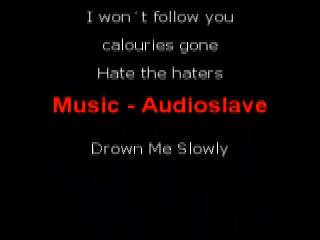 I won´t follow you
calouries gone
Hate the haters
Music - Audioslave
Drown Me Slowly